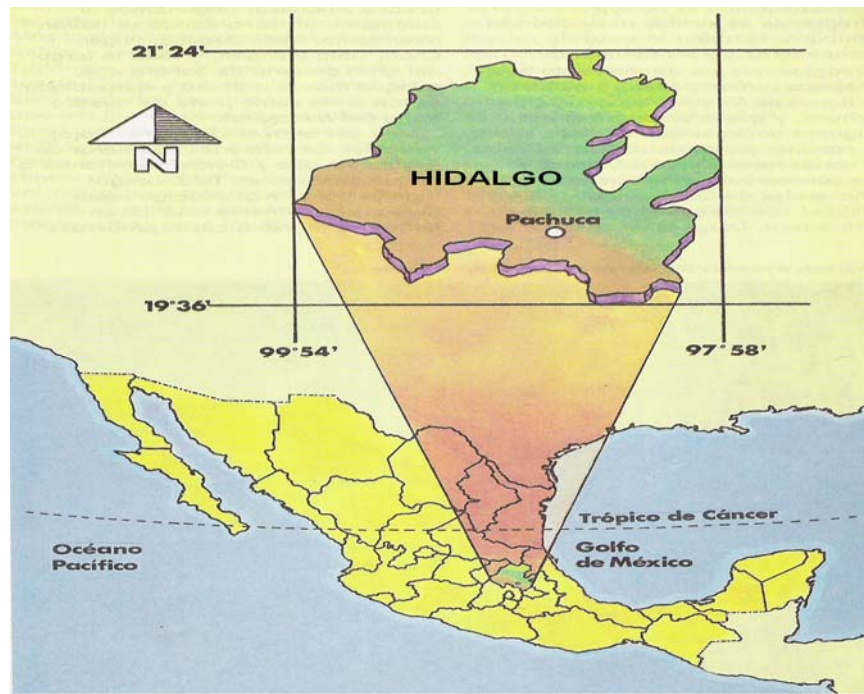 21° 24'
N
HIDALGO
Pachuca
19° 36'
99° 54'
97° 58'
Trópico de Cáncer
Océano
Pacífico
Golfo
de México